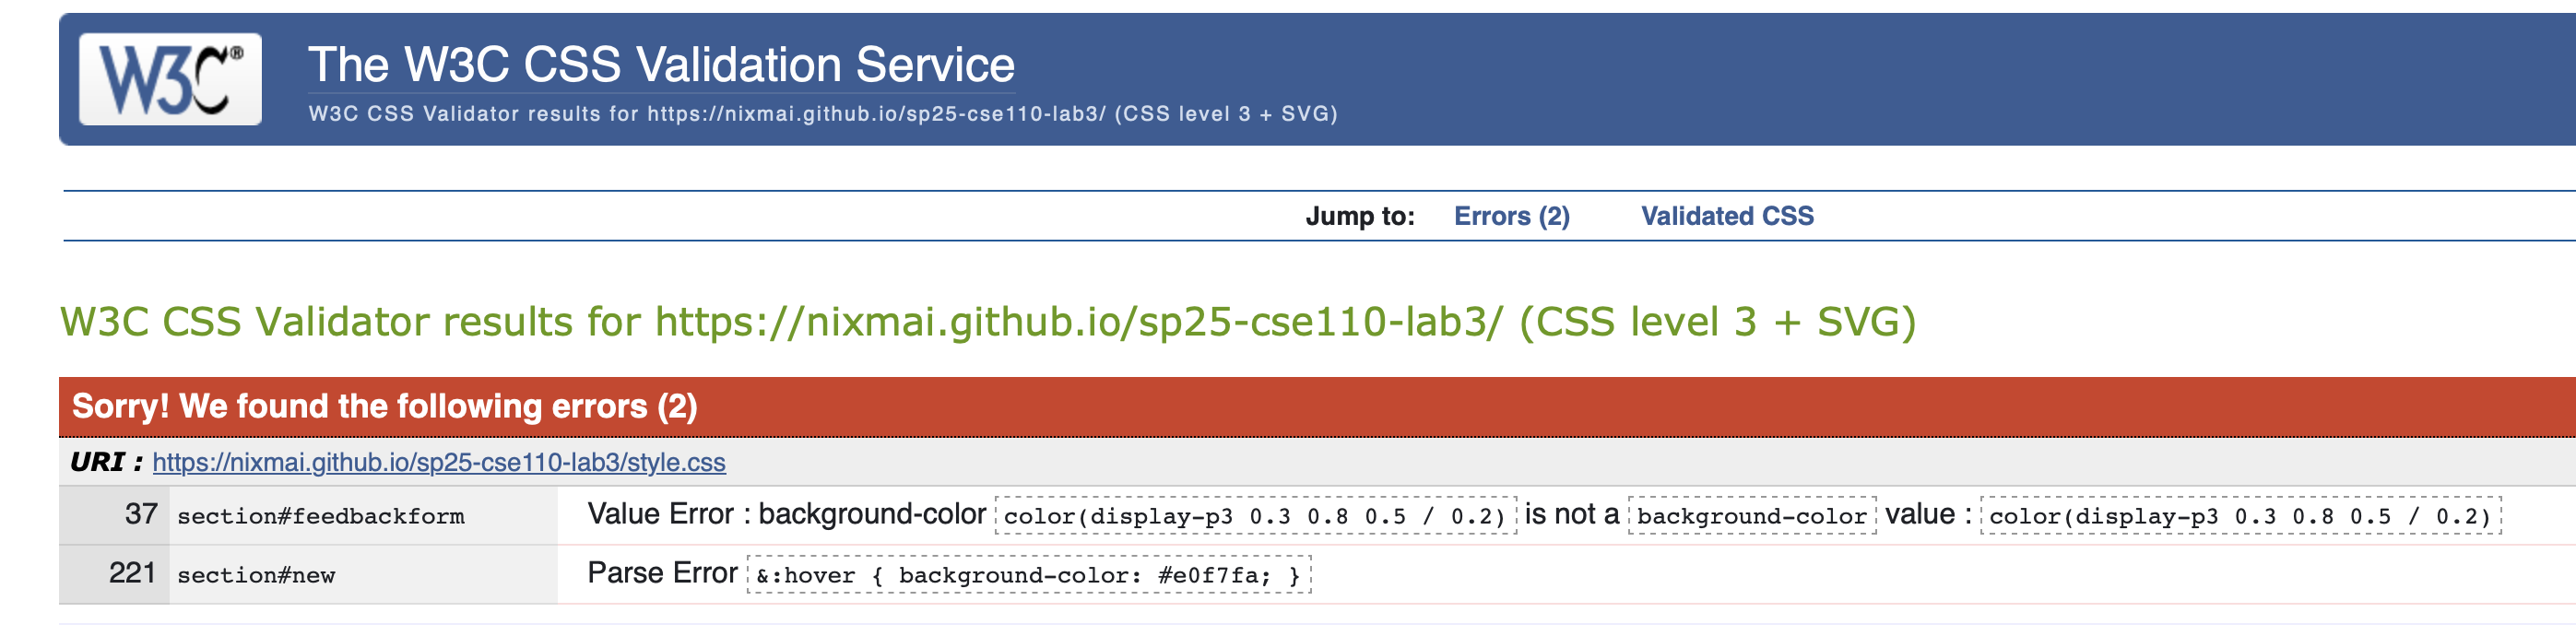 W3C®
The W3C CSS Validation Service
W3C CSS Validator results for https://nixmai.github.io/sp25-cse110-lab3/ (CSS level 3 + SVG)
Jump to: Errors (2) Validated CSS
W3C CSS Validator results for https://nixmai.github.io/sp25-cse110-lab3/ (CSS level 3 + SVG)
Sorry! We found the following errors (2)
URI : https://nixmai.github.io/sp25-cse110-lab3/style.css
37 section#feedbackform Value Error : background-color color(display-p3 0.3 0.8 0.5 / 0.2) is not a background-color value : color(display-p3 0.3 0.8 0.5 / 0.2)
221 section#new Parse Error &:hover { background-color: #e0f7fa; }